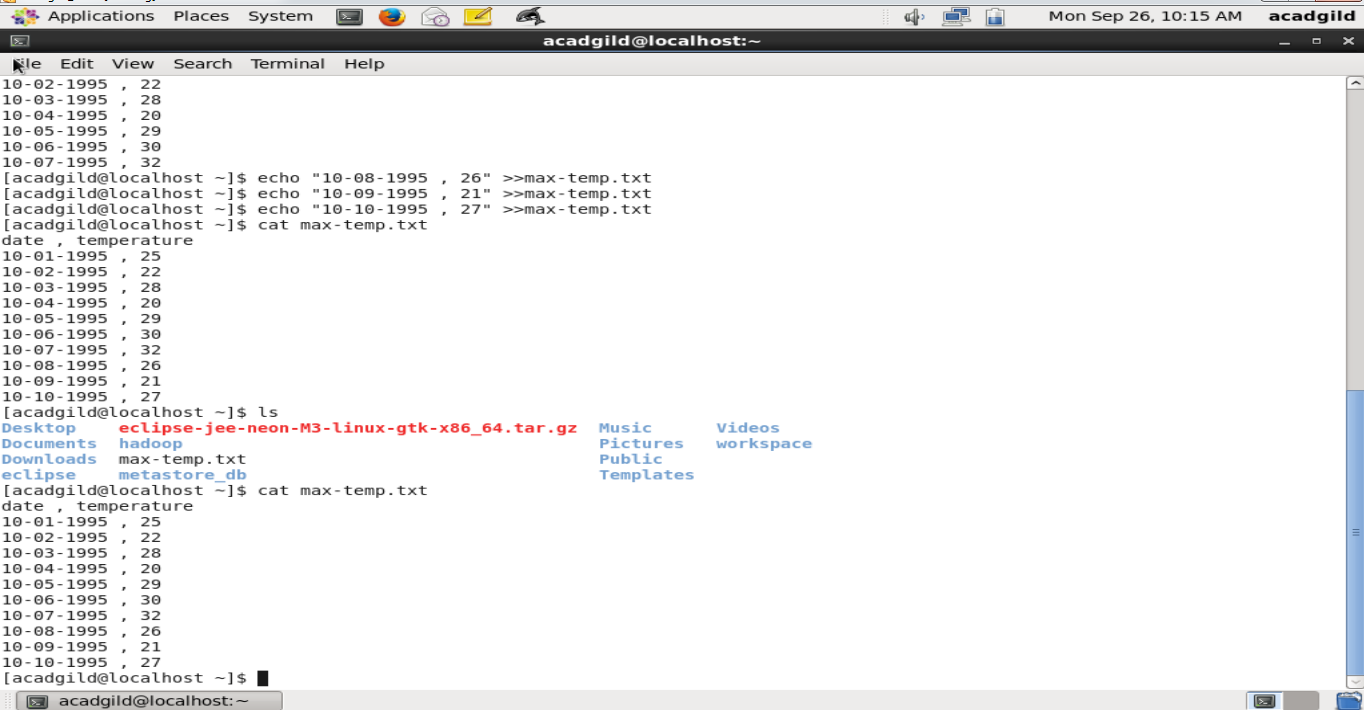 Applications Places System Mon Sep 26, 10:15 AM acadgild
acadgild@localhost:~
File Edit View Search Terminal Help
10-02-1995 , 22
10-03-1995 , 28
10-04-1995 , 20
10-05-1995 , 29
10-06-1995 , 30
10-07-1995 , 32
[acadgild@localhost ~]$ echo "10-08-1995 , 26" >>max-temp.txt
[acadgild@localhost ~]$ echo "10-09-1995 , 21" >>max-temp.txt
[acadgild@localhost ~]$ echo "10-10-1995 , 27" >>max-temp.txt
[acadgild@localhost ~]$ cat max-temp.txt
date , temperature
10-01-1995 , 25
10-02-1995 , 22
10-03-1995 , 28
10-04-1995 , 20
10-05-1995 , 29
10-06-1995 , 30
10-07-1995 , 32
10-08-1995 , 26
10-09-1995 , 21
10-10-1995 , 27
[acadgild@localhost ~]$ ls
Desktop eclipse-jee-neon-M3-linux-gtk-x86_64.tar.gz Music Videos
Documents hadoop Pictures workspace
Downloads max-temp.txt Public
eclipse metastore_db Templates
[acadgild@localhost ~]$ cat max-temp.txt
date , temperature
10-01-1995 , 25
10-02-1995 , 22
10-03-1995 , 28
10-04-1995 , 20
10-05-1995 , 29
10-06-1995 , 30
10-07-1995 , 32
10-08-1995 , 26
10-09-1995 , 21
10-10-1995 , 27
[acadgild@localhost ~]$
acadgild@localhost:~